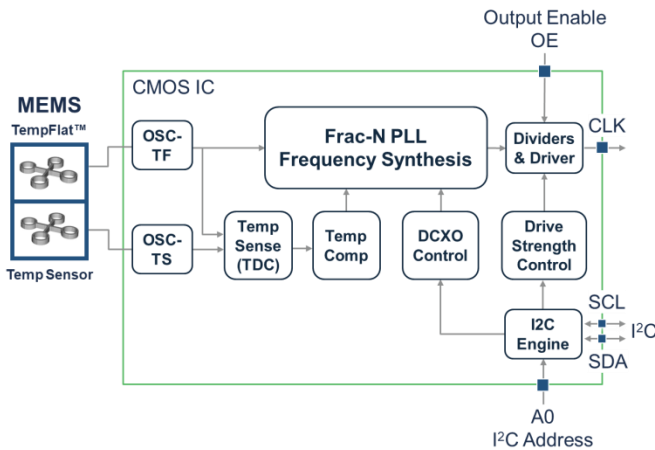 Output Enable
OE
CMOS IC
MEMS
TempFlat™
OSC-
TF
Frac-N PLL
Frequency Synthesis
Dividers
& Driver
CLK
OSC-
TS
Temp
Sense
(TDC)
Temp
Comp
DCXO
Control
Drive
Strength
Control
Temp Sensor
SCL
I2C
Engine
I²C
SDA
A0
I²C Address